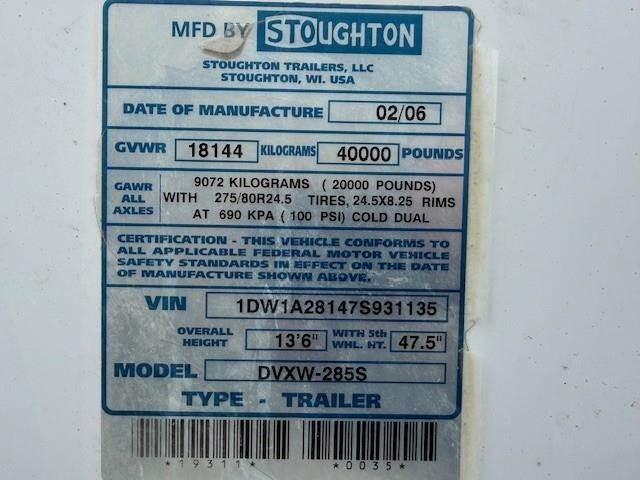 MFD BY STOUGHTON
STOUGHTON TRAILERS, LLC
STOUGHTON, WI. USA
DATE OF MANUFACTURE 02/06
GVWR 18144 KILOGRAMS 40000 POUNDS
GAWR ALL AXLES
9072 KILOGRAMS ( 20000 POUNDS)
WITH 275/80R24.5 TIRES, 24.5X8.25 RIMS
AT 690 KPA ( 100 PSI) COLD DUAL
CERTIFICATION - THIS VEHICLE CONFORMS TO
ALL APPLICABLE FEDERAL MOTOR VEHICLE
SAFETY STANDARDS IN EFFECT ON THE DATE
OF MANUFACTURE SHOWN ABOVE.
VIN 1DW1A28147S931135
OVERALL HEIGHT 13'6" WITH 5th WHL. HT. 47.5"
MODEL DVXW-285S
TYPE - TRAILER
*19311* *0035*